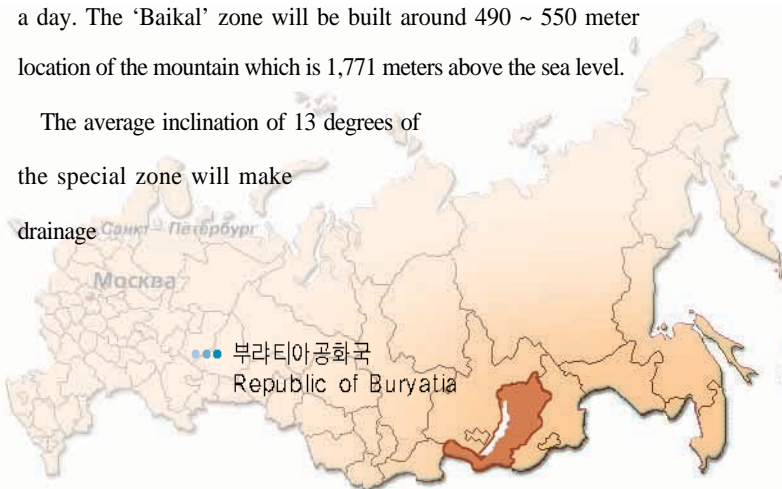 a day. The ‘Baikal’ zone will be built around 490 ~ 550 meter
location of the mountain which is 1,771 meters above the sea level.
The average inclination of 13 degrees of
the special zone will make
drainage
Санкт - Петербург
Москва
부랴티아공화국
Republic of Buryatia